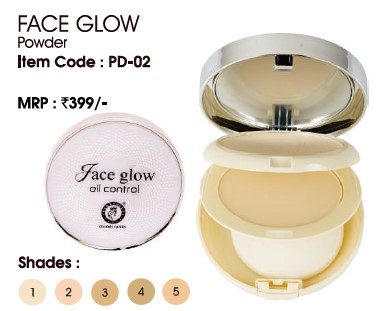 FACE GLOW
Powder
Item Code : PD-02
MRP : ₹399/-
Face glow
oil control
Shades :
1 2 3 4 5